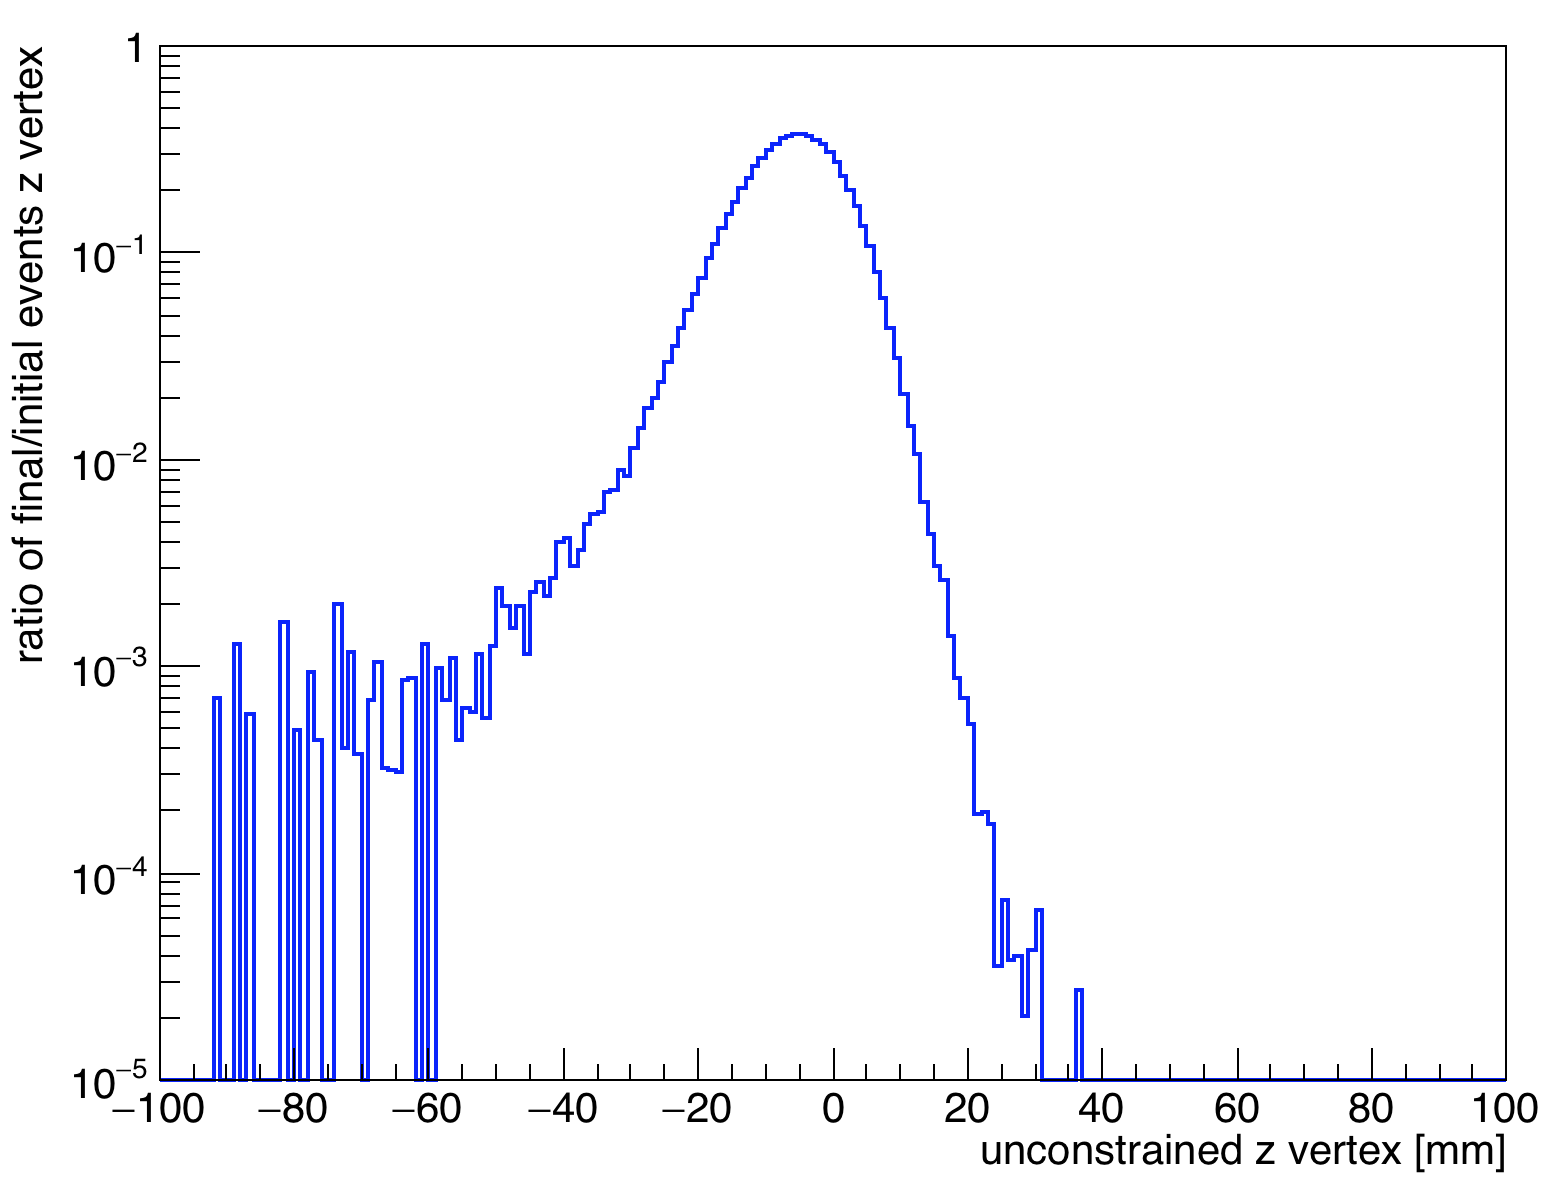 ratio of final/initial events z vertex
1
10⁻¹
10⁻²
10⁻³
10⁻⁴
10⁻⁵
−100 −80 −60 −40 −20 0 20 40 60 80 100
unconstrained z vertex [mm]